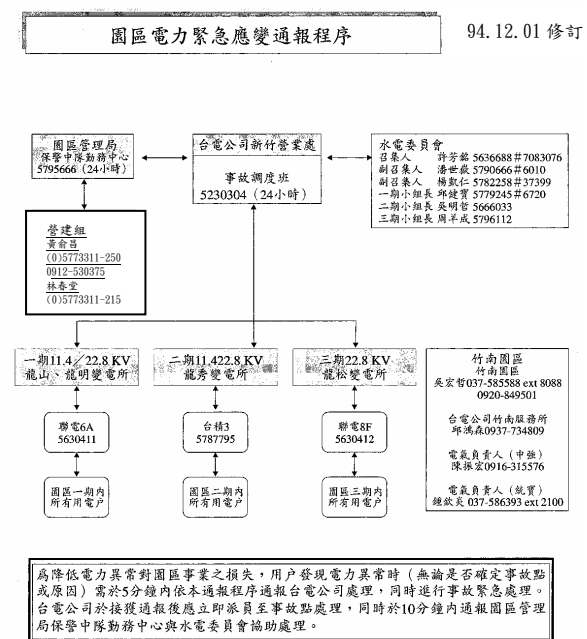 園區電力緊急應變通報程序
94.12.01 修訂
園區管理局
保警中隊勤務中心
5795666 (24小時)
台電公司新竹營業處
事故調度班
5230304 (24小時)
水電委員會
召集人 許芳銘 5636688#7083076
副召集人 潘世嶽 5790666#6010
副召集人 楊凱仁 5782258#37399
一期小組長 邱健寶 5779245#6720
二期小組長 吳明哲 5666033
三期小組長 周羊成 5796112
營建組
黃俞昌
(0)5773311-250
0912-530375
林春堂
(0)5773311-215
一期11.4／22.8 KV
龍山、龍明變電所
二期11,422.8 KV
龍秀變電所
三期22.8 KV
龍松變電所
聯電6A
5630411
台積3
5787795
聯電8F
5630412
園區一期內
所有用電戶
園區二期內
所有用電戶
園區三期內
所有用電戶
竹南園區
竹南園區
吳宏哲037-585588 ext 8088
0920-849501
台電公司竹南服務所
邱鴻森0937-734809
電氣負責人（中強）
陳振宏0916-315576
電氣負責人（統寶）
鍾欽炎 037-586393 ext 2100
為降低電力異常對園區事業之損失，用戶發現電力異常時（無論是否確定事故點
或原因）需於5分鐘內依本通報程序通報台電公司處理，同時進行事故緊急處理。
台電公司於接獲通報後應立即派員至事故點處理，同時於10分鐘內通報園區管理
局保警中隊勤務中心與水電委員會協助處理。